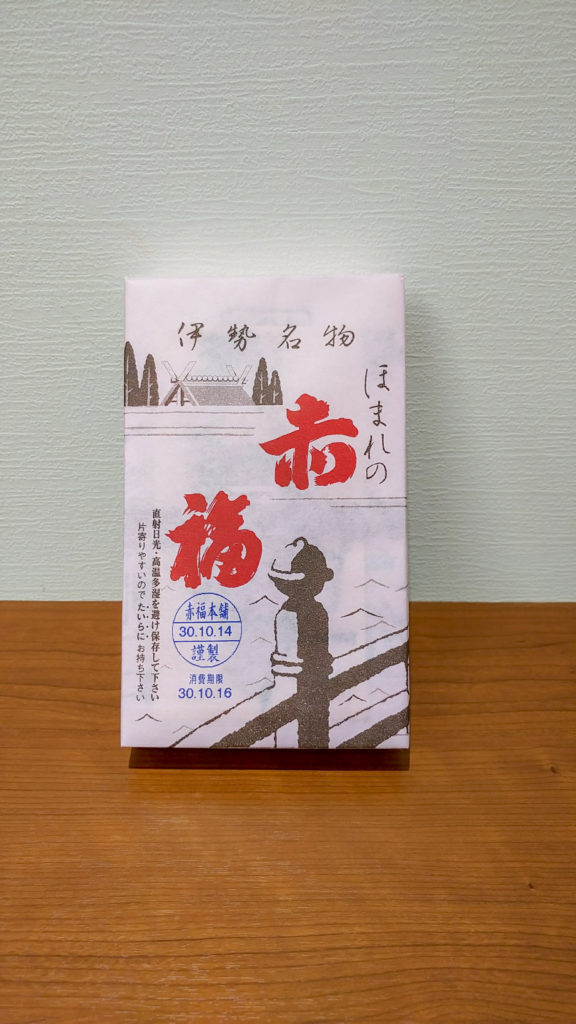 伊勢名物
ほまれの
赤福
直射日光・高温多湿を避け保存して下さい
片寄りやすいので たいらに お持ち下さい
赤福本舗
30.10.14
謹製
消費期限
30.10.16